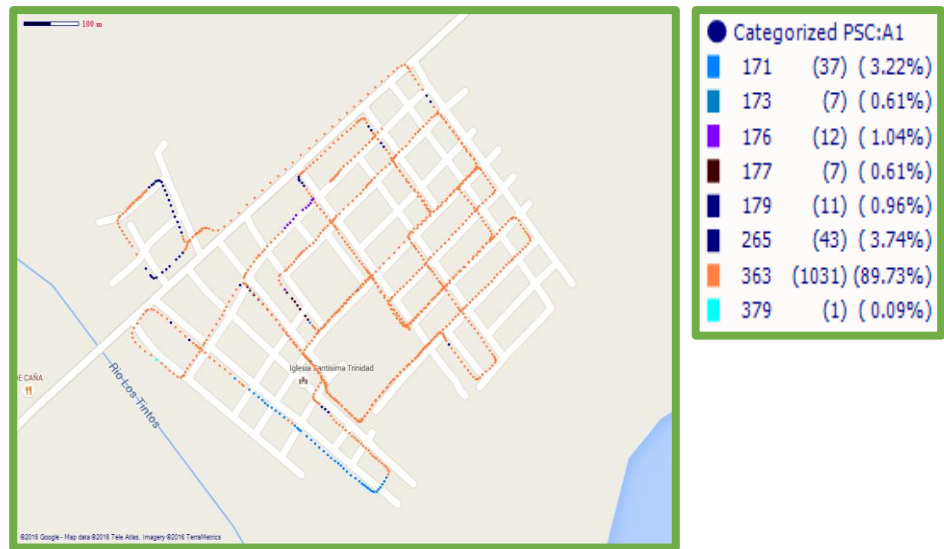 100 m
Iglesia Santísima Trinidad
DE CAÑA
Rio Los Tintos
©2016 Google - Map data ©2016 Tele Atlas, Imagery ©2016 TerraMetrics
Categorized PSC:A1
171 (37) ( 3.22%)
173 (7) ( 0.61%)
176 (12) ( 1.04%)
177 (7) ( 0.61%)
179 (11) ( 0.96%)
265 (43) ( 3.74%)
363 (1031) (89.73%)
379 (1) ( 0.09%)